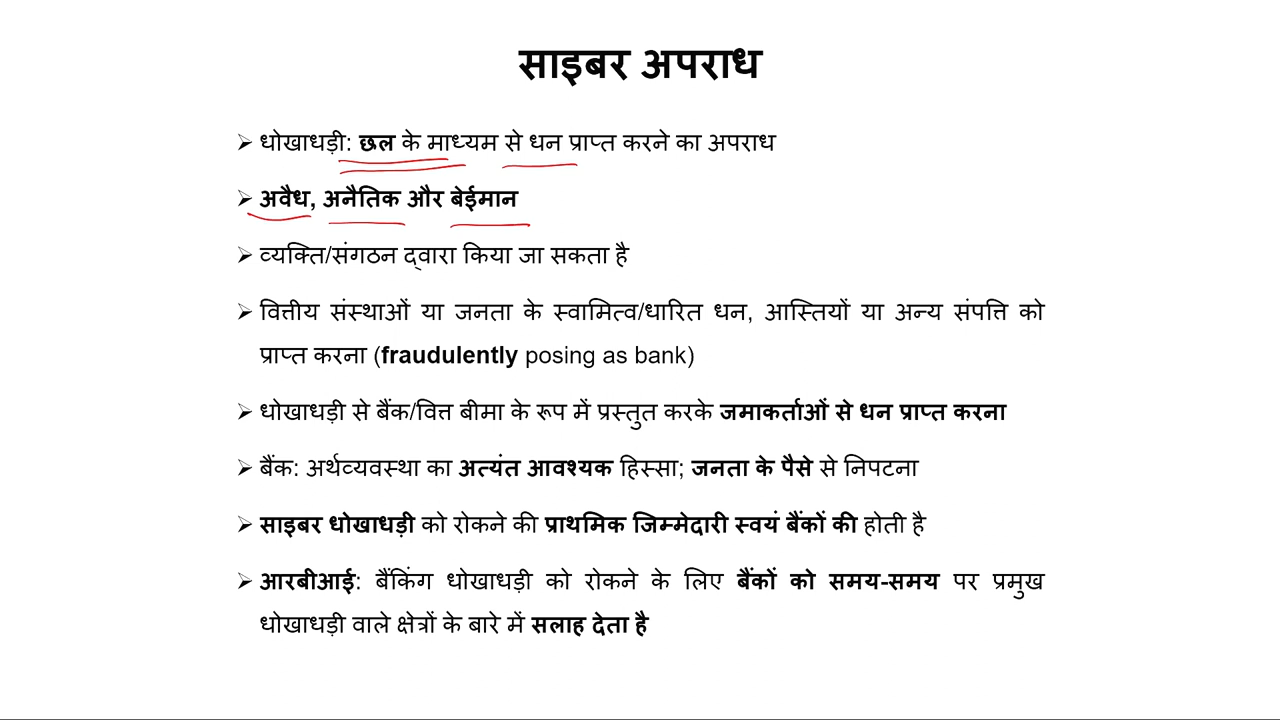 साइबर अपराध
➢ धोखाधड़ी: छल के माध्यम से धन प्राप्त करने का अपराध
➢ अवैध, अनैतिक और बेईमान
➢ व्यक्ति/संगठन द्वारा किया जा सकता है
➢ वित्तीय संस्थाओं या जनता के स्वामित्व/धारित धन, आस्तियों या अन्य संपत्ति को
प्राप्त करना (fraudulently posing as bank)
➢ धोखाधड़ी से बैंक/वित्त बीमा के रूप में प्रस्तुत करके जमाकर्ताओं से धन प्राप्त करना
➢ बैंक: अर्थव्यवस्था का अत्यंत आवश्यक हिस्सा; जनता के पैसे से निपटना
➢ साइबर धोखाधड़ी को रोकने की प्राथमिक जिम्मेदारी स्वयं बैंकों की होती है
➢ आरबीआई: बैंकिंग धोखाधड़ी को रोकने के लिए बैंकों को समय-समय पर प्रमुख
धोखाधड़ी वाले क्षेत्रों के बारे में सलाह देता है